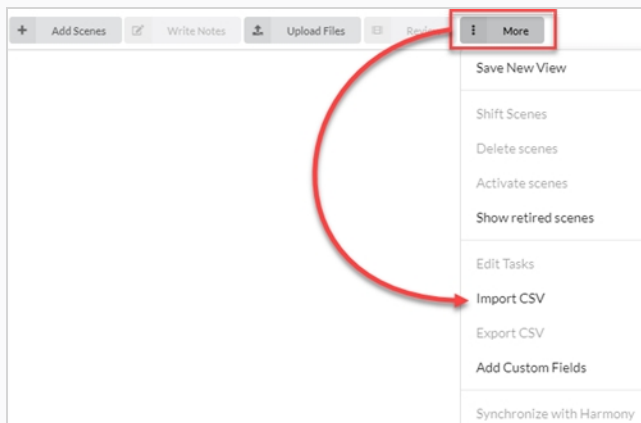 Add Scenes Write Notes Upload Files More
Save New View
Shift Scenes
Delete scenes
Activate scenes
Show retired scenes
Edit Tasks
Import CSV
Export CSV
Add Custom Fields
Synchronize with Harmony